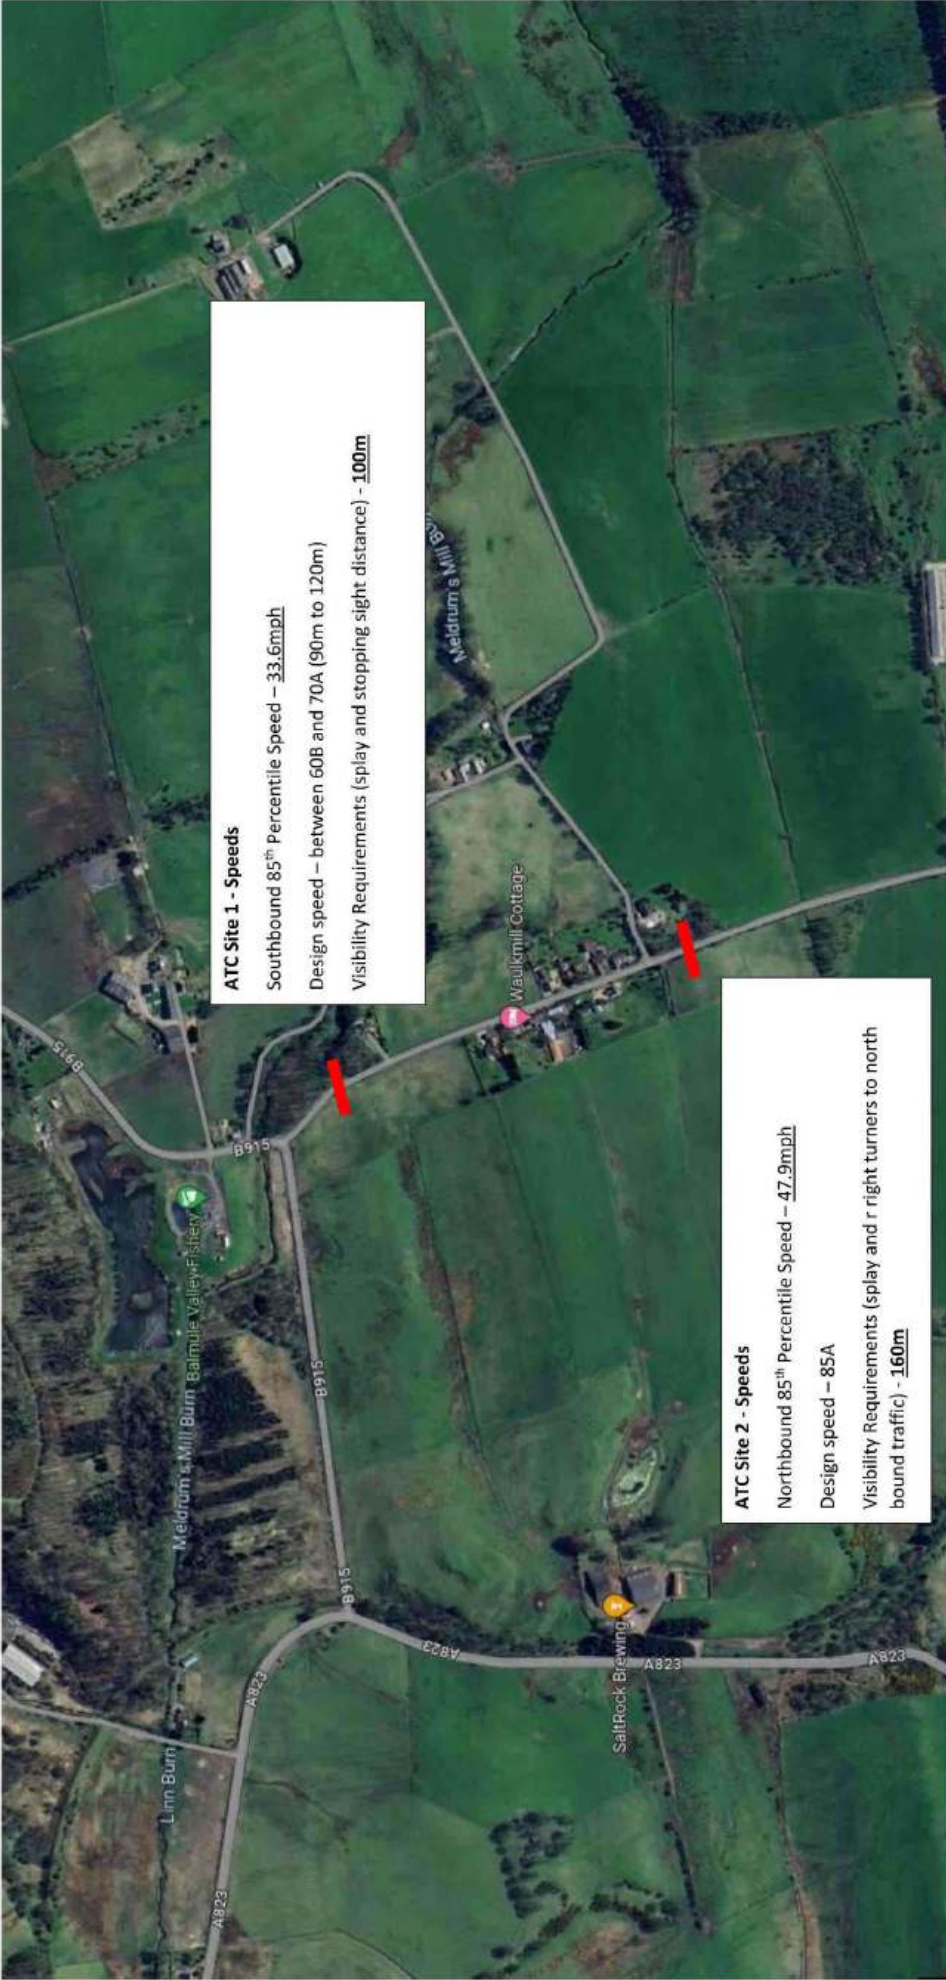 ATC Site 1 - Speeds
Southbound 85th Percentile Speed – 33.6mph
Design speed – between 60B and 70A (90m to 120m)
Visibility Requirements (splay and stopping sight distance) - 100m
ATC Site 2 - Speeds
Northbound 85th Percentile Speed – 47.9mph
Design speed – 85A
Visibility Requirements (splay and r right turners to north
bound traffic) - 160m
A823
Linn Burn
A823
A823
A823
SaltRock Brewing
A823
B915
B915
Meldrum's Mill Burn
Balmule Valley Fishery
B915
B915
Waulkmill Cottage
Meldrum's Mill